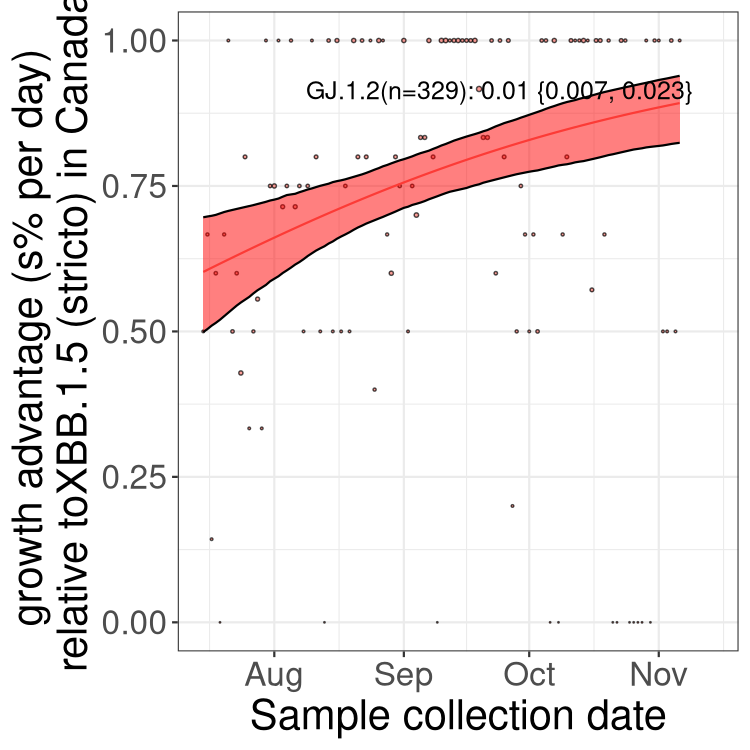 growth advantage (s% per day)
relative toXBB.1.5 (stricto) in Canada
1.00
0.75
0.50
0.25
0.00
GJ.1.2(n=329): 0.01 {0.007, 0.023}
Aug Sep Oct Nov
Sample collection date